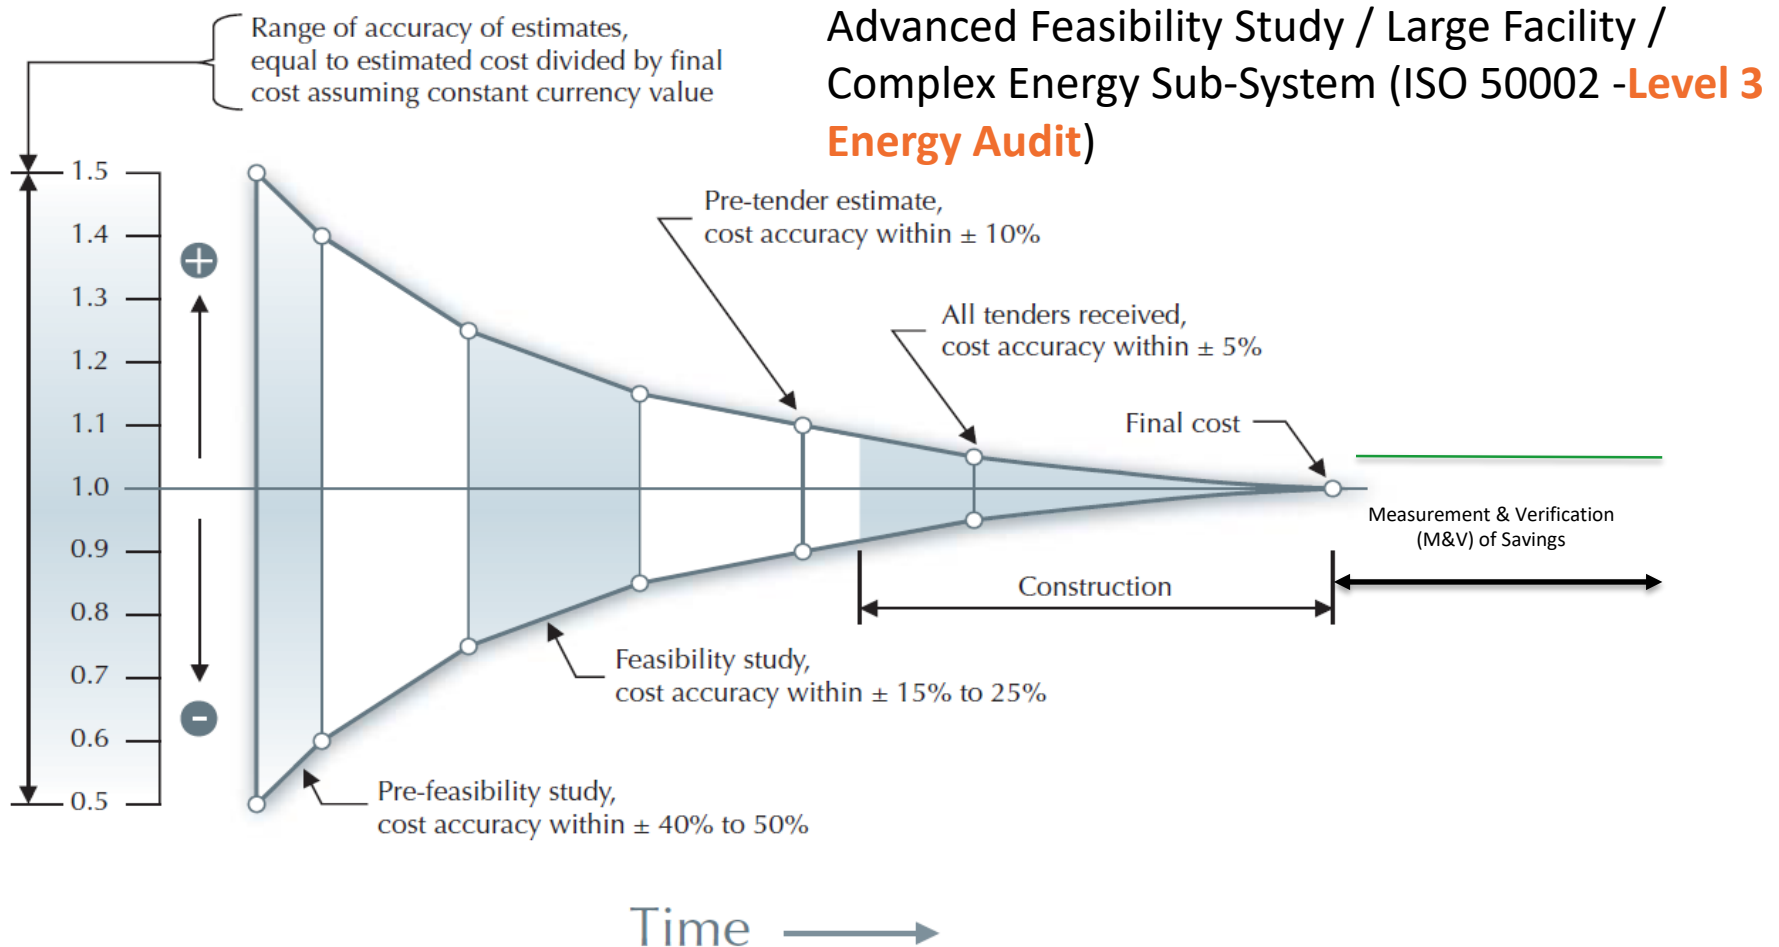 Range of accuracy of estimates,
equal to estimated cost divided by final
cost assuming constant currency value
Advanced Feasibility Study / Large Facility /
Complex Energy Sub-System (ISO 50002 -Level 3
Energy Audit)
1.5
1.4
1.3
1.2
1.1
1.0
0.9
0.8
0.7
0.6
0.5
+
-
Pre-tender estimate,
cost accuracy within ± 10%
All tenders received,
cost accuracy within ± 5%
Final cost
Measurement & Verification
(M&V) of Savings
Construction
Feasibility study,
cost accuracy within ± 15% to 25%
Pre-feasibility study,
cost accuracy within ± 40% to 50%
Time